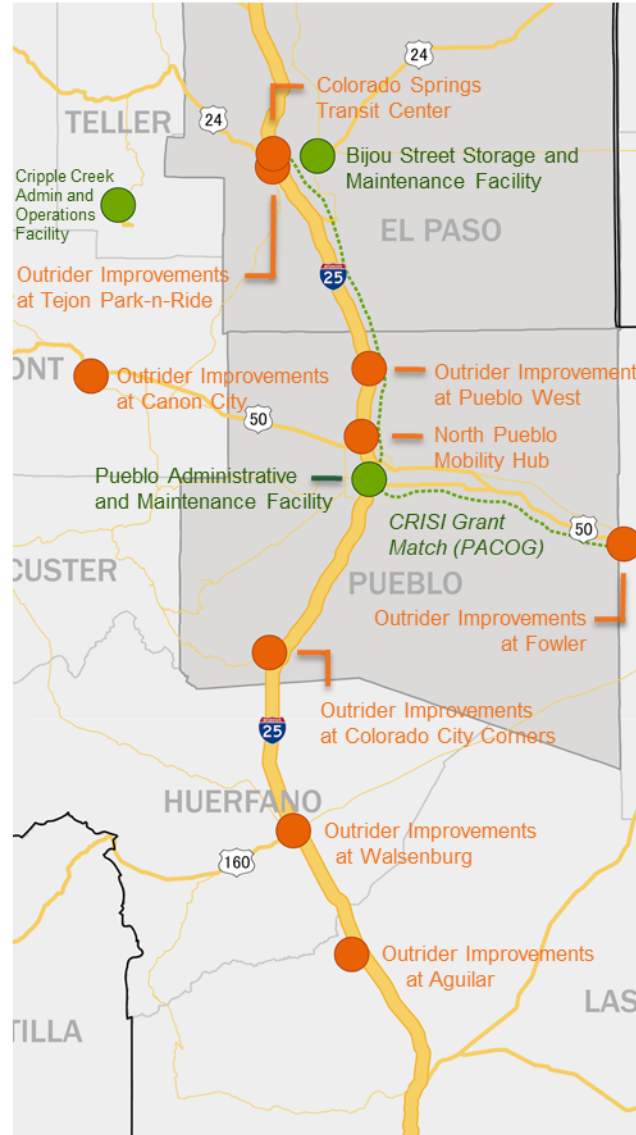 24
Colorado Springs
Transit Center
TELLER
24
Bijou Street Storage and
Maintenance Facility
Cripple Creek
Admin and
Operations
Facility
EL PASO
Outrider Improvements
at Tejon Park-n-Ride
25
ONT
Outrider Improvements
at Canon City
Outrider Improvement
at Pueblo West
50
North Pueblo
Mobility Hub
Pueblo Administrative
and Maintenance Facility
CRISI Grant
Match (PACOG)
50
CUSTER
PUEBLO
Outrider Improvements
at Fowler
Outrider Improvements
at Colorado City Corners
25
HUERFANO
Outrider Improvements
at Walsenburg
160
Outrider Improvements
at Aguilar
LAS
TILLA